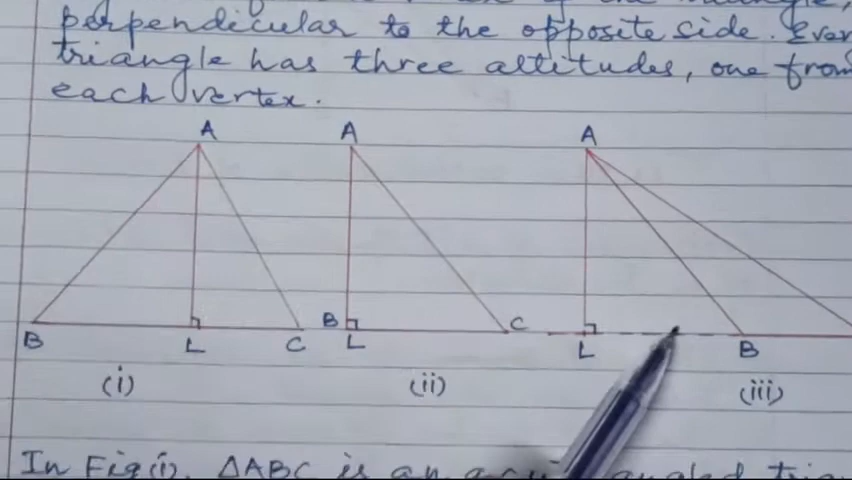 perpendicular to the opposite side. Ever
triangle has three altitudes, one from
each vertex.
A A A
B L C B L C L B
(i) (ii) (iii)
In Fig(i), ΔABC is an